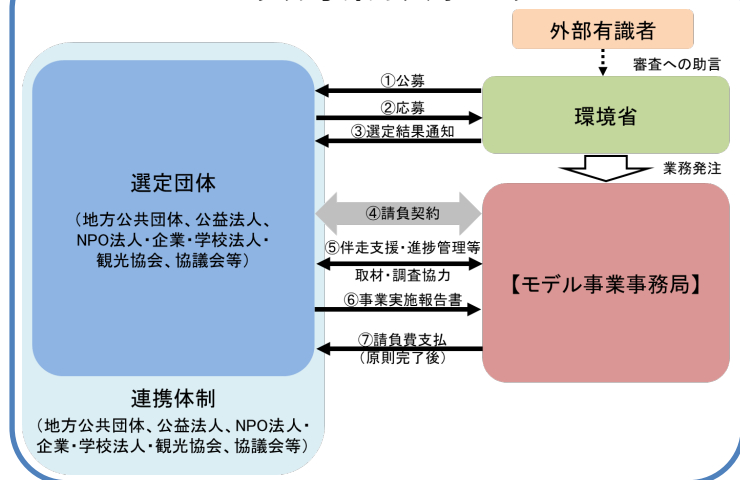 外部有識者
審査への助言
環境省
①公募
②応募
③選定結果通知
業務発注
選定団体
（地方公共団体、公益法人、
NPO法人・企業・学校法人・
観光協会、協議会等）
④請負契約
⑤伴走支援・進捗管理等
取材・調査協力
⑥事業実施報告書
⑦請負費支払
（原則完了後）
【モデル事業事務局】
連携体制
（地方公共団体、公益法人、NPO法人・
企業・学校法人・観光協会、協議会等）